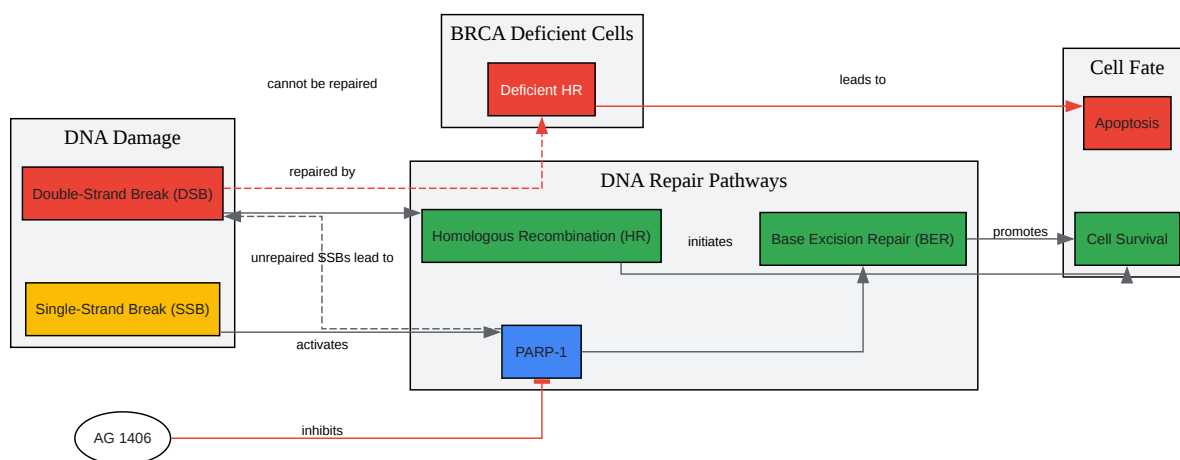 BRCA Deficient Cells
Deficient HR
cannot be repaired
leads to
Cell Fate
Apoptosis
DNA Damage
Double-Strand Break (DSB)
repaired by
DNA Repair Pathways
Homologous Recombination (HR)
initiates
Base Excision Repair (BER)
promotes
Cell Survival
unrepaired SSBs lead to
Single-Strand Break (SSB)
activates
PARP-1
AG 1406
inhibits